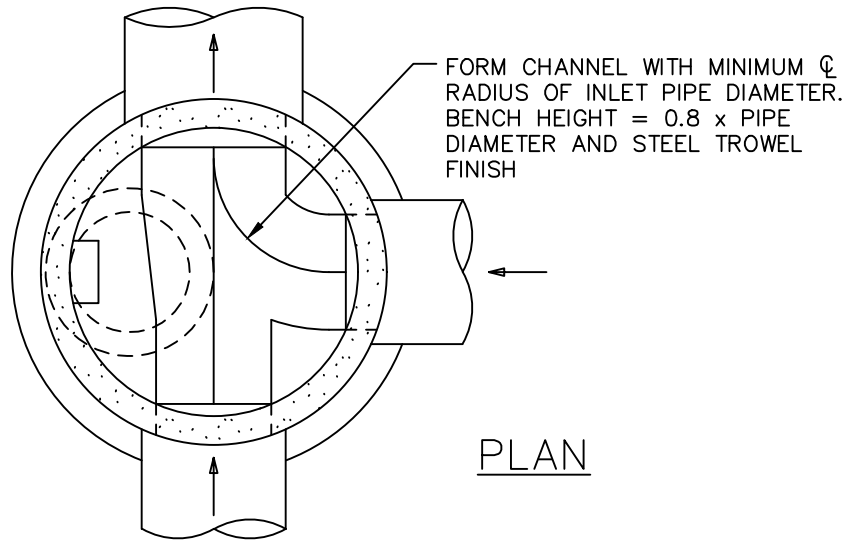 FORM CHANNEL WITH MINIMUM ℄
RADIUS OF INLET PIPE DIAMETER.
BENCH HEIGHT = 0.8 x PIPE
DIAMETER AND STEEL TROWEL
FINISH
PLAN